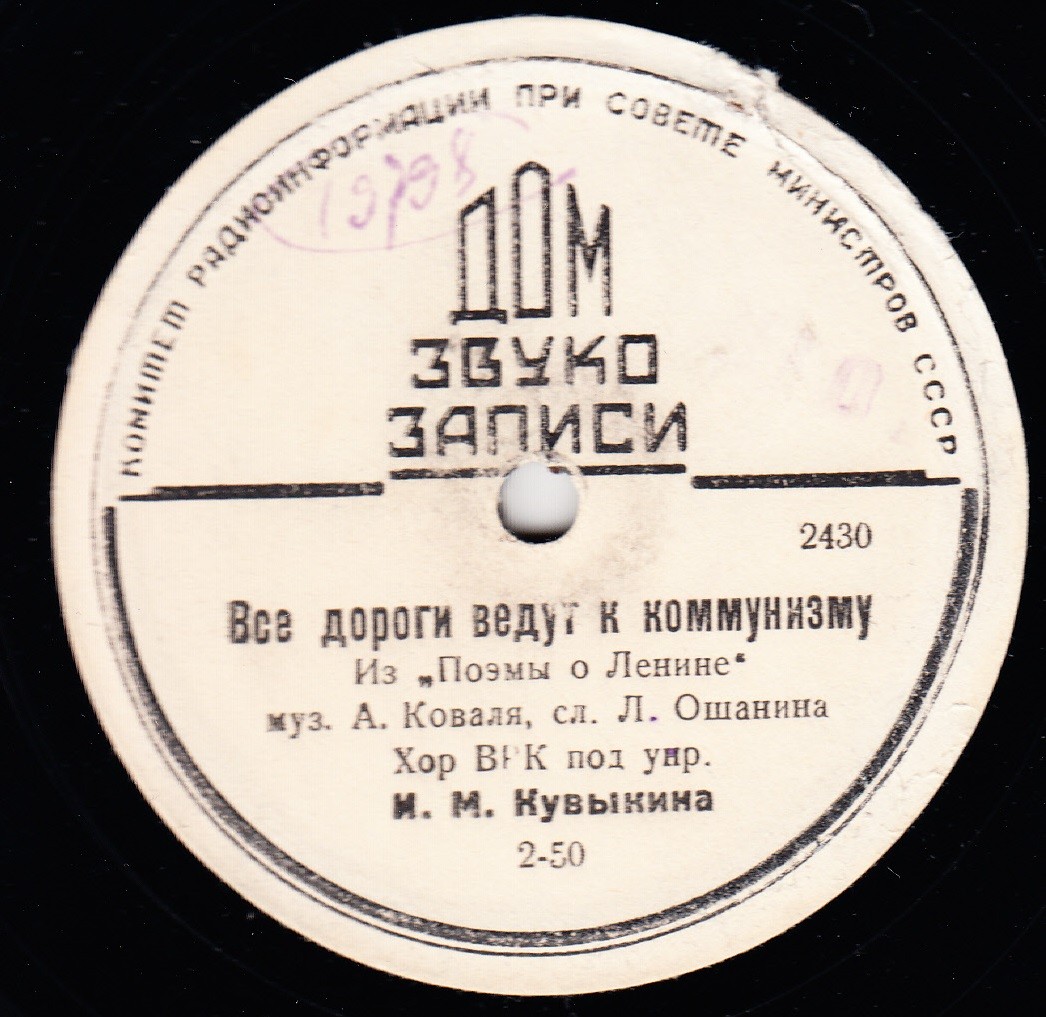 КОМИТЕТ РАДИОИНФОРМАЦИИ ПРИ СОВЕТЕ МИНИСТРОВ СССР
ДОМ
ЗВУКО
ЗАПИСИ
2430
Все дороги ведут к коммунизму
Из „Поэмы о Ленине“
муз. А. Коваля, сл. Л. Ошанина
Хор ВРК под упр.
И. М. Кувыкина
2-50